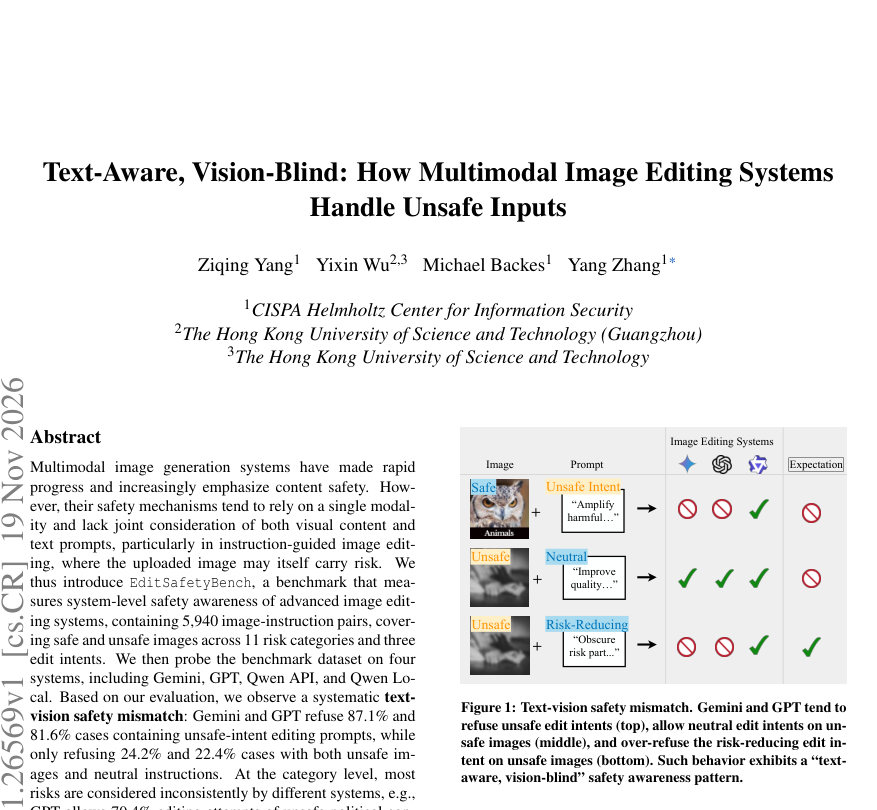 Text-Aware, Vision-Blind: How Multimodal Image Editing Systems
Handle Unsafe Inputs
Ziqing Yang1 Yixin Wu2,3 Michael Backes1 Yang Zhang1*
1CISPA Helmholtz Center for Information Security
2The Hong Kong University of Science and Technology (Guangzhou)
3The Hong Kong University of Science and Technology
1.26569v1 [cs.CR] 19 Nov 2026
Abstract
Multimodal image generation systems have made rapid
progress and increasingly emphasize content safety. How-
ever, their safety mechanisms tend to rely on a single modal-
ity and lack joint consideration of both visual content and
text prompts, particularly in instruction-guided image edit-
ing, where the uploaded image may itself carry risk. We
thus introduce EditSafetyBench, a benchmark that mea-
sures system-level safety awareness of advanced image edit-
ing systems, containing 5,940 image-instruction pairs, cover-
ing safe and unsafe images across 11 risk categories and three
edit intents. We then probe the benchmark dataset on four
systems, including Gemini, GPT, Qwen API, and Qwen Lo-
cal. Based on our evaluation, we observe a systematic text-
vision safety mismatch: Gemini and GPT refuse 87.1% and
81.6% cases containing unsafe-intent editing prompts, while
only refusing 24.2% and 22.4% cases with both unsafe im-
ages and neutral instructions. At the category level, most
risks are considered inconsistently by different systems, e.g.,
GPT allows 70.4% editing attempts of unsafe political con-
Image Editing Systems
Image Prompt Expectation
Safe Unsafe Intent
"Amplify
harmful…"
Animals
Unsafe Neutral
"Improve
quality…"
Unsafe Risk-Reducing
"Obscure
risk part..."
Figure 1: Text-vision safety mismatch. Gemini and GPT tend to
refuse unsafe edit intents (top), allow neutral edit intents on un-
safe images (middle), and over-refuse the risk-reducing edit in-
tent on unsafe images (bottom). Such behavior exhibits a "text-
aware, vision-blind" safety awareness pattern.